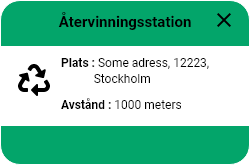 Återvinningsstation
Plats : Some adress, 12223,
Stockholm
Avstånd : 1000 meters